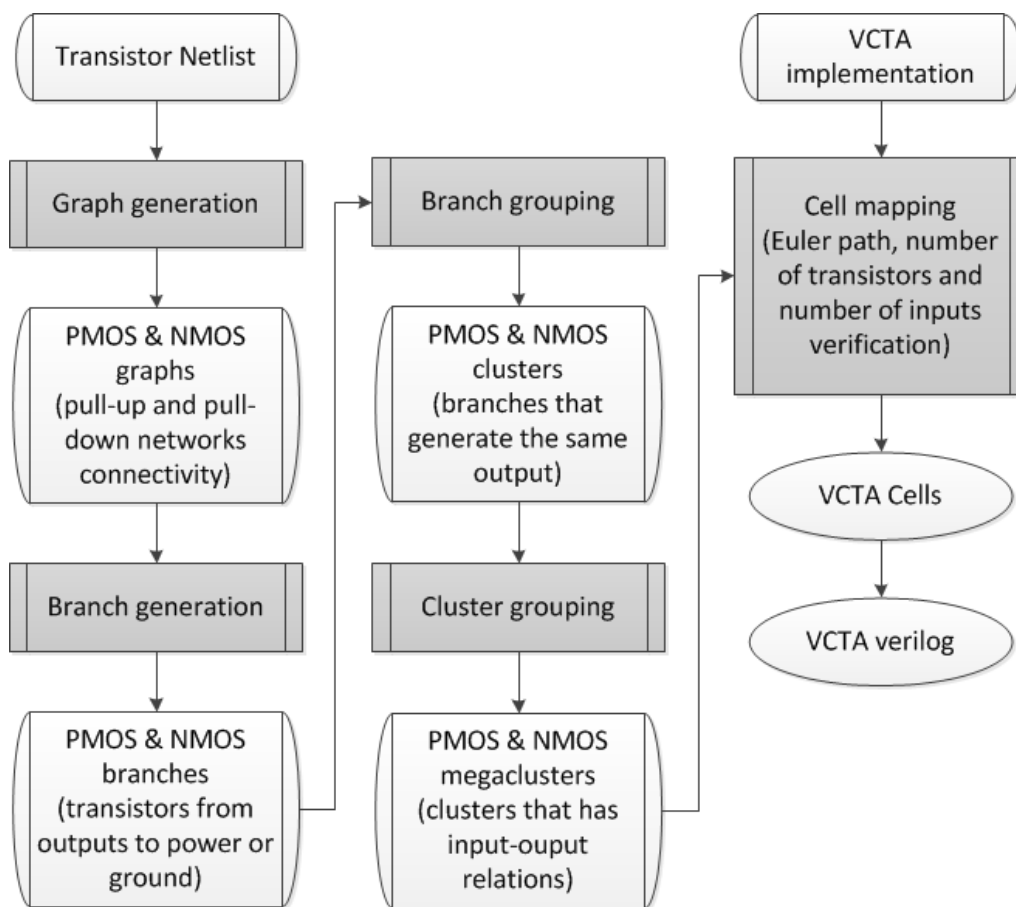 Transistor Netlist
Graph generation
PMOS & NMOS
graphs
(pull-up and pull-
down networks
connectivity)
Branch generation
PMOS & NMOS
branches
(transistors from
outputs to power or
ground)
Branch grouping
PMOS & NMOS
clusters
(branches that
generate the same
output)
Cluster grouping
PMOS & NMOS
megaclusters
(clusters that has
input-ouput
relations)
VCTA
implementation
Cell mapping
(Euler path, number
of transistors and
number of inputs
verification)
VCTA Cells
VCTA verilog